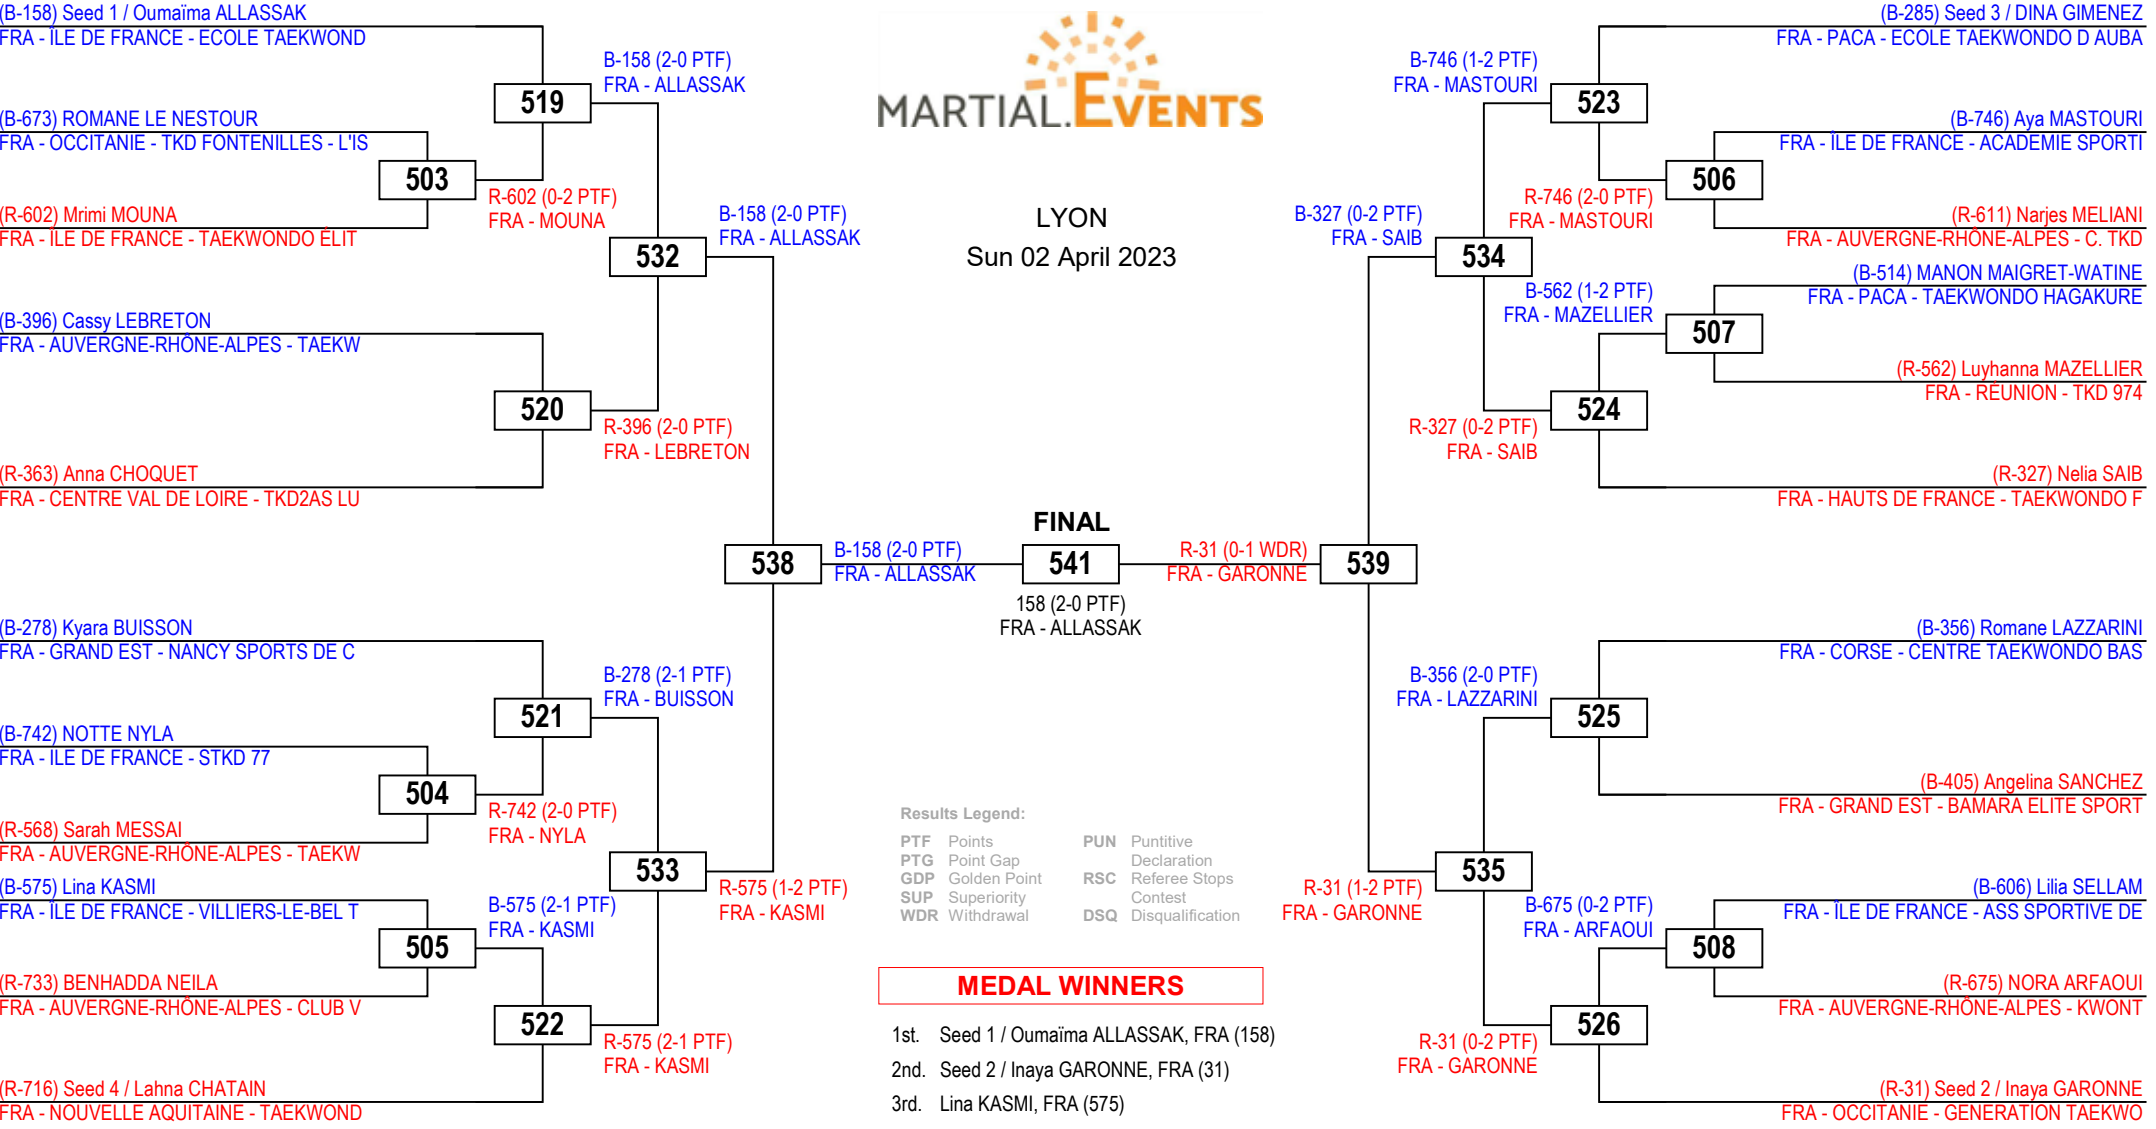 (B-158) Seed 1 / Oumaïma ALLASSAK
FRA - ÎLE DE FRANCE - ECOLE TAEKWOND
(B-673) ROMANE LE NESTOUR
FRA - OCCITANIE - TKD FONTENILLES - L'IS
(R-602) Mrimi MOUNA
FRA - ÎLE DE FRANCE - TAEKWONDO ÉLIT
(B-396) Cassy LEBRETON
FRA - AUVERGNE-RHÔNE-ALPES - TAEKW
(R-363) Anna CHOQUET
FRA - CENTRE VAL DE LOIRE - TKD2AS LU
(B-278) Kyara BUISSON
FRA - GRAND EST - NANCY SPORTS DE C
(B-742) NOTTE NYLA
FRA - ILE DE FRANCE - STKD 77
(R-568) Sarah MESSAI
FRA - AUVERGNE-RHÔNE-ALPES - TAEKW
(B-575) Lina KASMI
FRA - ÎLE DE FRANCE - VILLIERS-LE-BEL T
(R-733) BENHADDA NEILA
FRA - AUVERGNE-RHÔNE-ALPES - CLUB V
(R-716) Seed 4 / Lahna CHATAIN
FRA - NOUVELLE AQUITAINE - TAEKWOND
503
504
505
R-602 (0-2 PTF)
FRA - MOUNA
R-742 (2-0 PTF)
FRA - NYLA
B-575 (2-1 PTF)
FRA - KASMI
519
520
521
522
B-158 (2-0 PTF)
FRA - ALLASSAK
R-396 (2-0 PTF)
FRA - LEBRETON
B-278 (2-1 PTF)
FRA - BUISSON
R-575 (2-1 PTF)
FRA - KASMI
532
533
B-158 (2-0 PTF)
FRA - ALLASSAK
R-575 (1-2 PTF)
FRA - KASMI
538
B-158 (2-0 PTF)
FRA - ALLASSAK
MARTIAL.EVENTS
LYON
Sun 02 April 2023
FINAL
541
158 (2-0 PTF)
FRA - ALLASSAK
Results Legend:
PTF Points
PTG Point Gap
GDP Golden Point
SUP Superiority
WDR Withdrawal
PUN Puntitive
Declaration
RSC Referee Stops
Contest
DSQ Disqualification
MEDAL WINNERS
1st. Seed 1 / Oumaïma ALLASSAK, FRA (158)
2nd. Seed 2 / Inaya GARONNE, FRA (31)
3rd. Lina KASMI, FRA (575)
R-31 (0-1 WDR)
FRA - GARONNE
539
B-327 (0-2 PTF)
FRA - SAIB
R-31 (1-2 PTF)
FRA - GARONNE
534
535
B-746 (1-2 PTF)
FRA - MASTOURI
R-327 (0-2 PTF)
FRA - SAIB
B-356 (2-0 PTF)
FRA - LAZZARINI
R-31 (0-2 PTF)
FRA - GARONNE
523
524
525
526
R-746 (2-0 PTF)
FRA - MASTOURI
B-562 (1-2 PTF)
FRA - MAZELLIER
B-675 (0-2 PTF)
FRA - ARFAOUI
506
507
508
(B-285) Seed 3 / DINA GIMENEZ
FRA - PACA - ECOLE TAEKWONDO D AUBA
(B-746) Aya MASTOURI
FRA - ÎLE DE FRANCE - ACADEMIE SPORTI
(R-611) Narjes MELIANI
FRA - AUVERGNE-RHÔNE-ALPES - C. TKD
(B-514) MANON MAIGRET-WATINE
FRA - PACA - TAEKWONDO HAGAKURE
(R-562) Luyhanna MAZELLIER
FRA - RÉUNION - TKD 974
(R-327) Nelia SAIB
FRA - HAUTS DE FRANCE - TAEKWONDO F
(B-356) Romane LAZZARINI
FRA - CORSE - CENTRE TAEKWONDO BAS
(B-405) Angelina SANCHEZ
FRA - GRAND EST - BAMARA ELITE SPORT
(B-606) Lilia SELLAM
FRA - ÎLE DE FRANCE - ASS SPORTIVE DE
(R-675) NORA ARFAOUI
FRA - AUVERGNE-RHÔNE-ALPES - KWONT
(R-31) Seed 2 / Inaya GARONNE
FRA - OCCITANIE - GENERATION TAEKWO